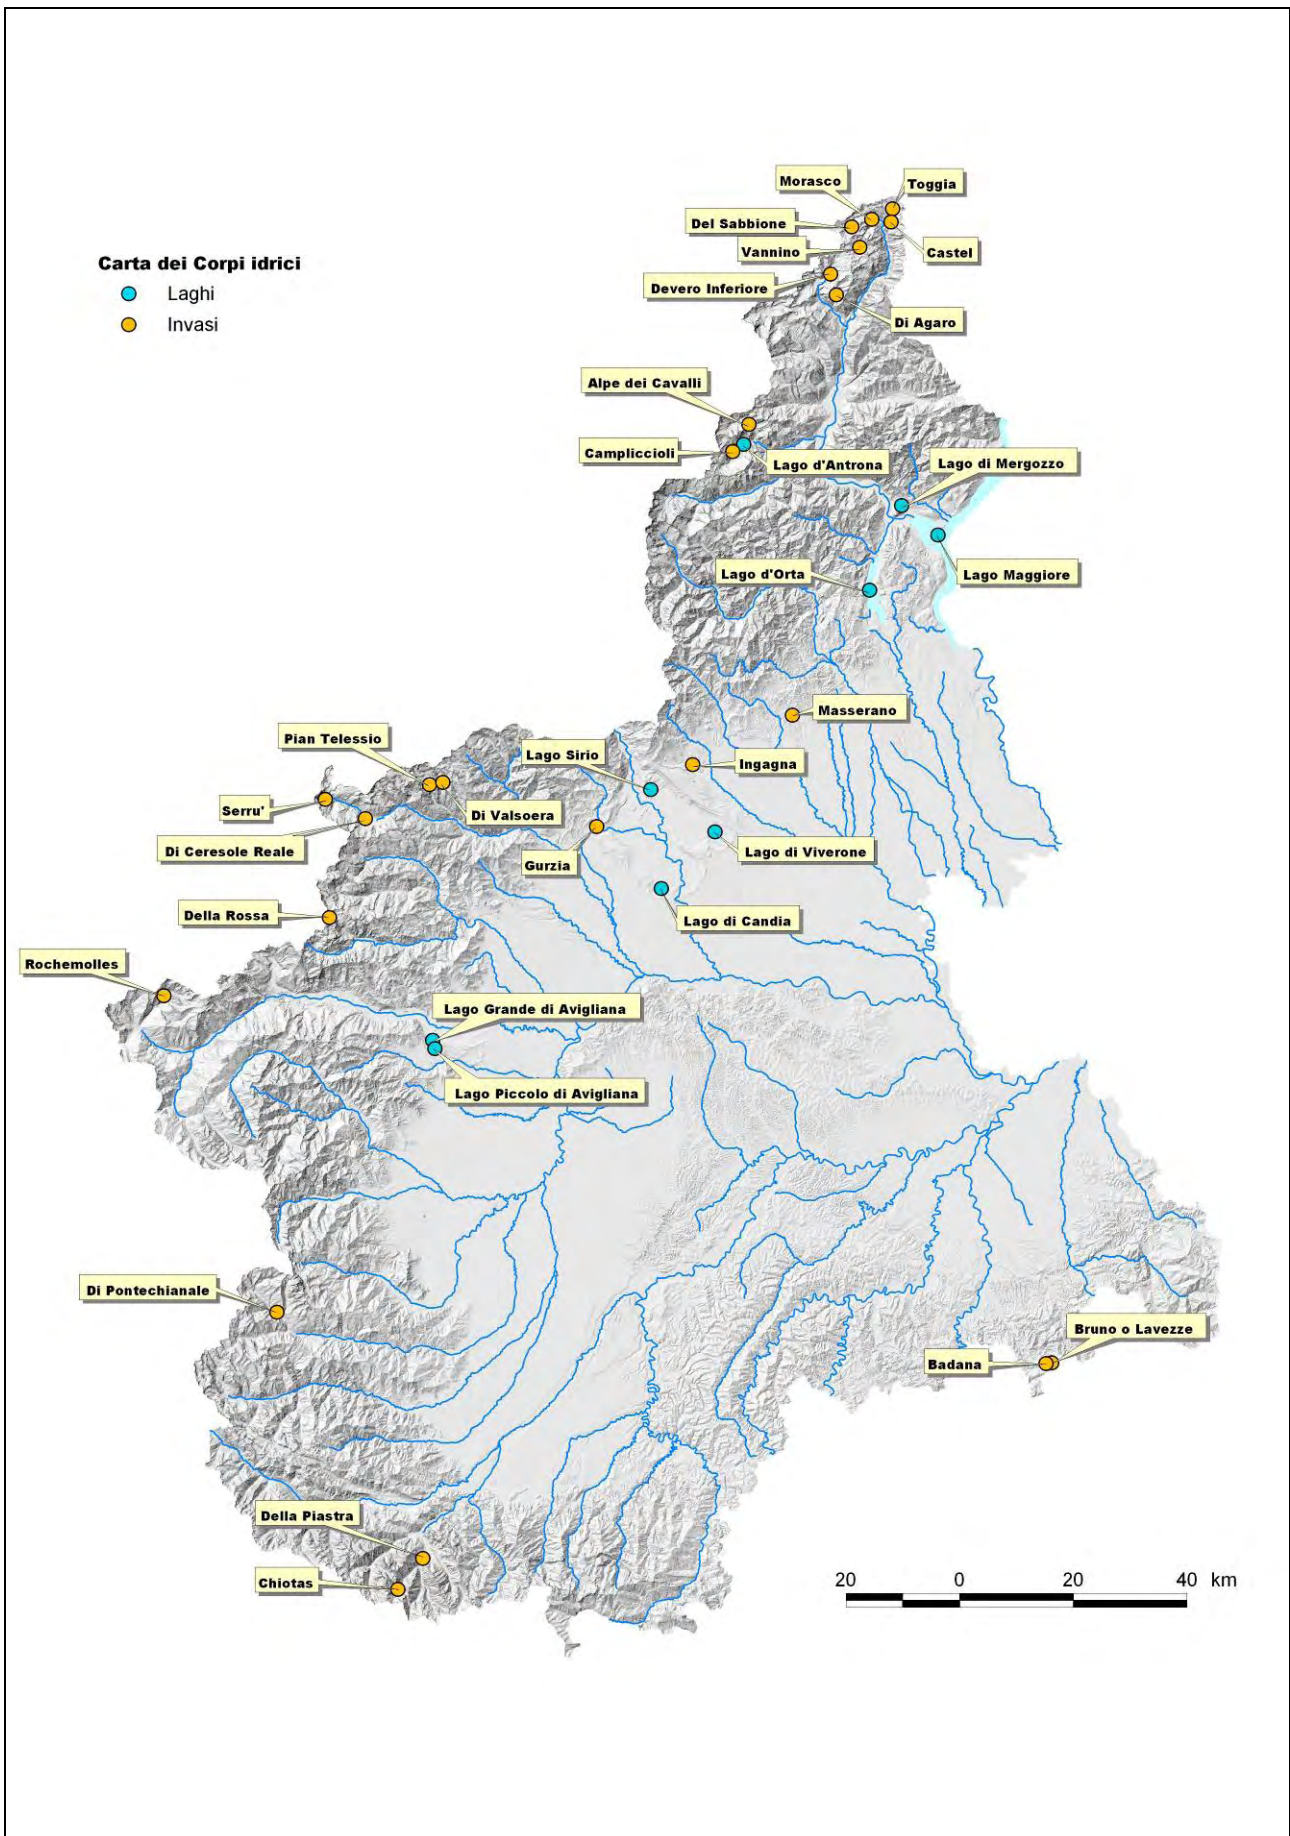 Morasco
Toggia
Del Sabbione
Vannino
Castel
Carta dei Corpi idrici
Laghi
Invasi
Devero Inferiore
Di Agaro
Alpe dei Cavalli
Campliccioli
Lago d'Antrona
Lago di Mergozzo
Lago d'Orta
Lago Maggiore
Masserano
Pian Telessio
Lago Sirio
Ingagna
Serru'
Di Valsoera
Di Ceresole Reale
Gurzia
Lago di Viverone
Della Rossa
Lago di Candia
Rochemolles
Lago Grande di Avigliana
Lago Piccolo di Avigliana
Di Pontechianale
Bruno o Lavezze
Badana
Della Piastra
Chiotas
20 0 20 40 km